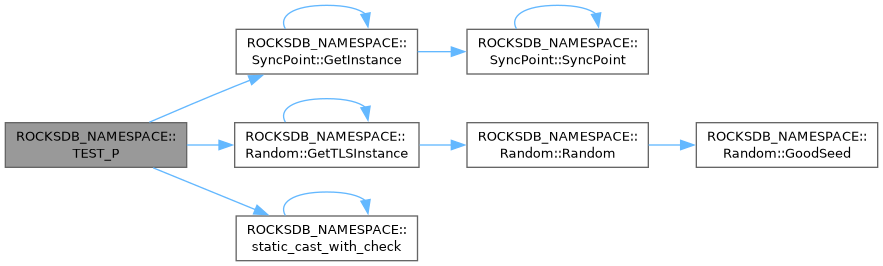 ROCKSDB_NAMESPACE::
SyncPoint::GetInstance
ROCKSDB_NAMESPACE::
SyncPoint::SyncPoint
ROCKSDB_NAMESPACE::
TEST_P
ROCKSDB_NAMESPACE::
Random::GetTLSInstance
ROCKSDB_NAMESPACE::
Random::Random
ROCKSDB_NAMESPACE::
Random::GoodSeed
ROCKSDB_NAMESPACE::
static_cast_with_check